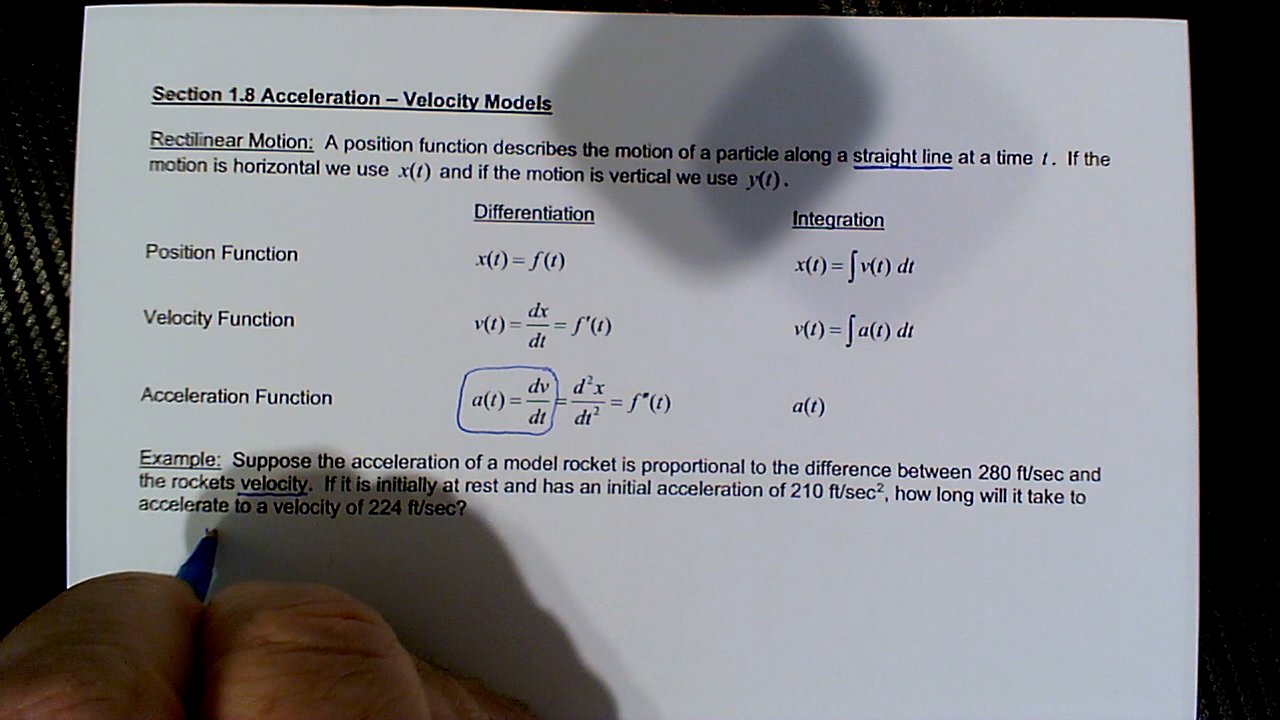 Section 1.8 Acceleration – Velocity Models
Rectilinear Motion: A position function describes the motion of a particle along a straight line at a time t. If the
motion is horizontal we use x(t) and if the motion is vertical we use y(t).
Differentiation Integration
Position Function x(t) = f(t) x(t) = ∫ v(t) dt
Velocity Function v(t) = dx/dt = f'(t) v(t) = ∫ a(t) dt
Acceleration Function a(t) = dv/dt = d²x/dt² = f"(t) a(t)
Example: Suppose the acceleration of a model rocket is proportional to the difference between 280 ft/sec and
the rockets velocity. If it is initially at rest and has an initial acceleration of 210 ft/sec², how long will it take to
accelerate to a velocity of 224 ft/sec?